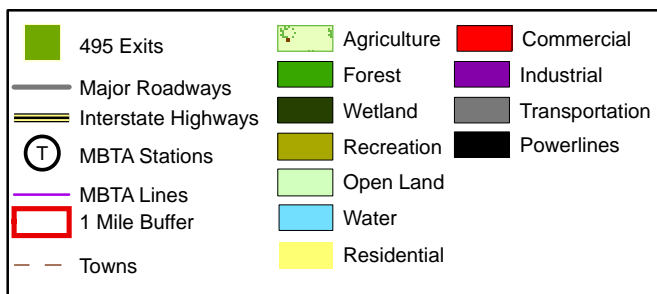 495 Exits
Major Roadways
Interstate Highways
T
MBTA Stations
MBTA Lines
1 Mile Buffer
Towns
Agriculture
Forest
Wetland
Recreation
Open Land
Water
Residential
Commercial
Industrial
Transportation
Powerlines